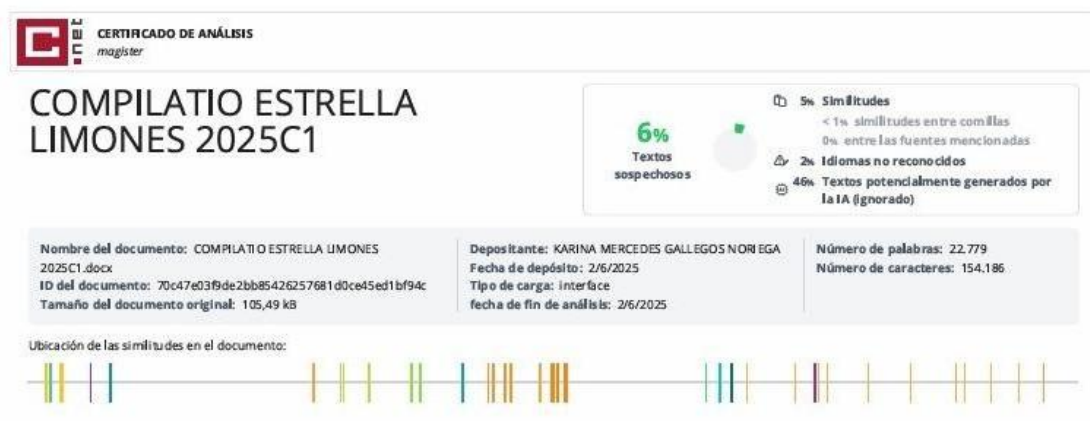 C
.net
CERTIFICADO DE ANÁLISIS
magister
COMPILATIO ESTRELLA
LIMONES 2025C1
6%
Textos
sospechosos
5% Similitudes
< 1% similitudes entre comillas
0% entre las fuentes mencionadas
2% Idiomas no reconocidos
46% Textos potencialmente generados por
la IA (ignorado)
Nombre del documento: COMPILATIO ESTRELLA LIMONES
2025C1.docx
ID del documento: 70c47e03f9de2bb85426257681d0ce45ed1bf94c
Tamaño del documento original: 105,49 kB
Depositante: KARINA MERCEDES GALLEGOS NORIEGA
Fecha de depósito: 2/6/2025
Tipo de carga: interface
fecha de fin de análisis: 2/6/2025
Número de palabras: 22.779
Número de caracteres: 154.186
Ubicación de las similitudes en el documento: